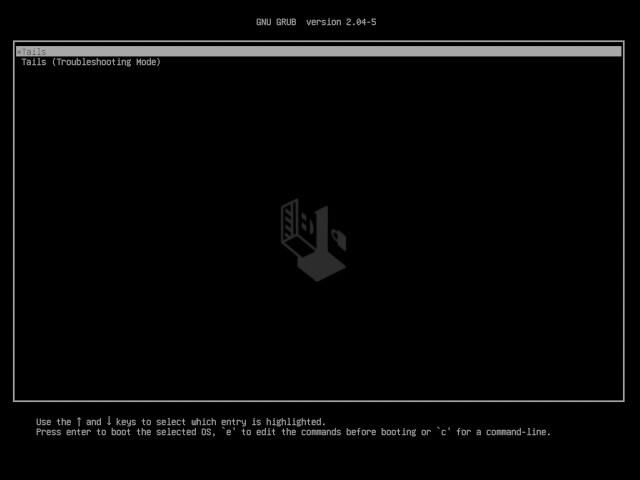 GNU GRUB  version 2.04-5
*Tails
Tails (Troubleshooting Mode)
Use the ↑ and ↓ keys to select which entry is highlighted.
Press enter to boot the selected OS, `e' to edit the commands before booting or `c' for a command-line.